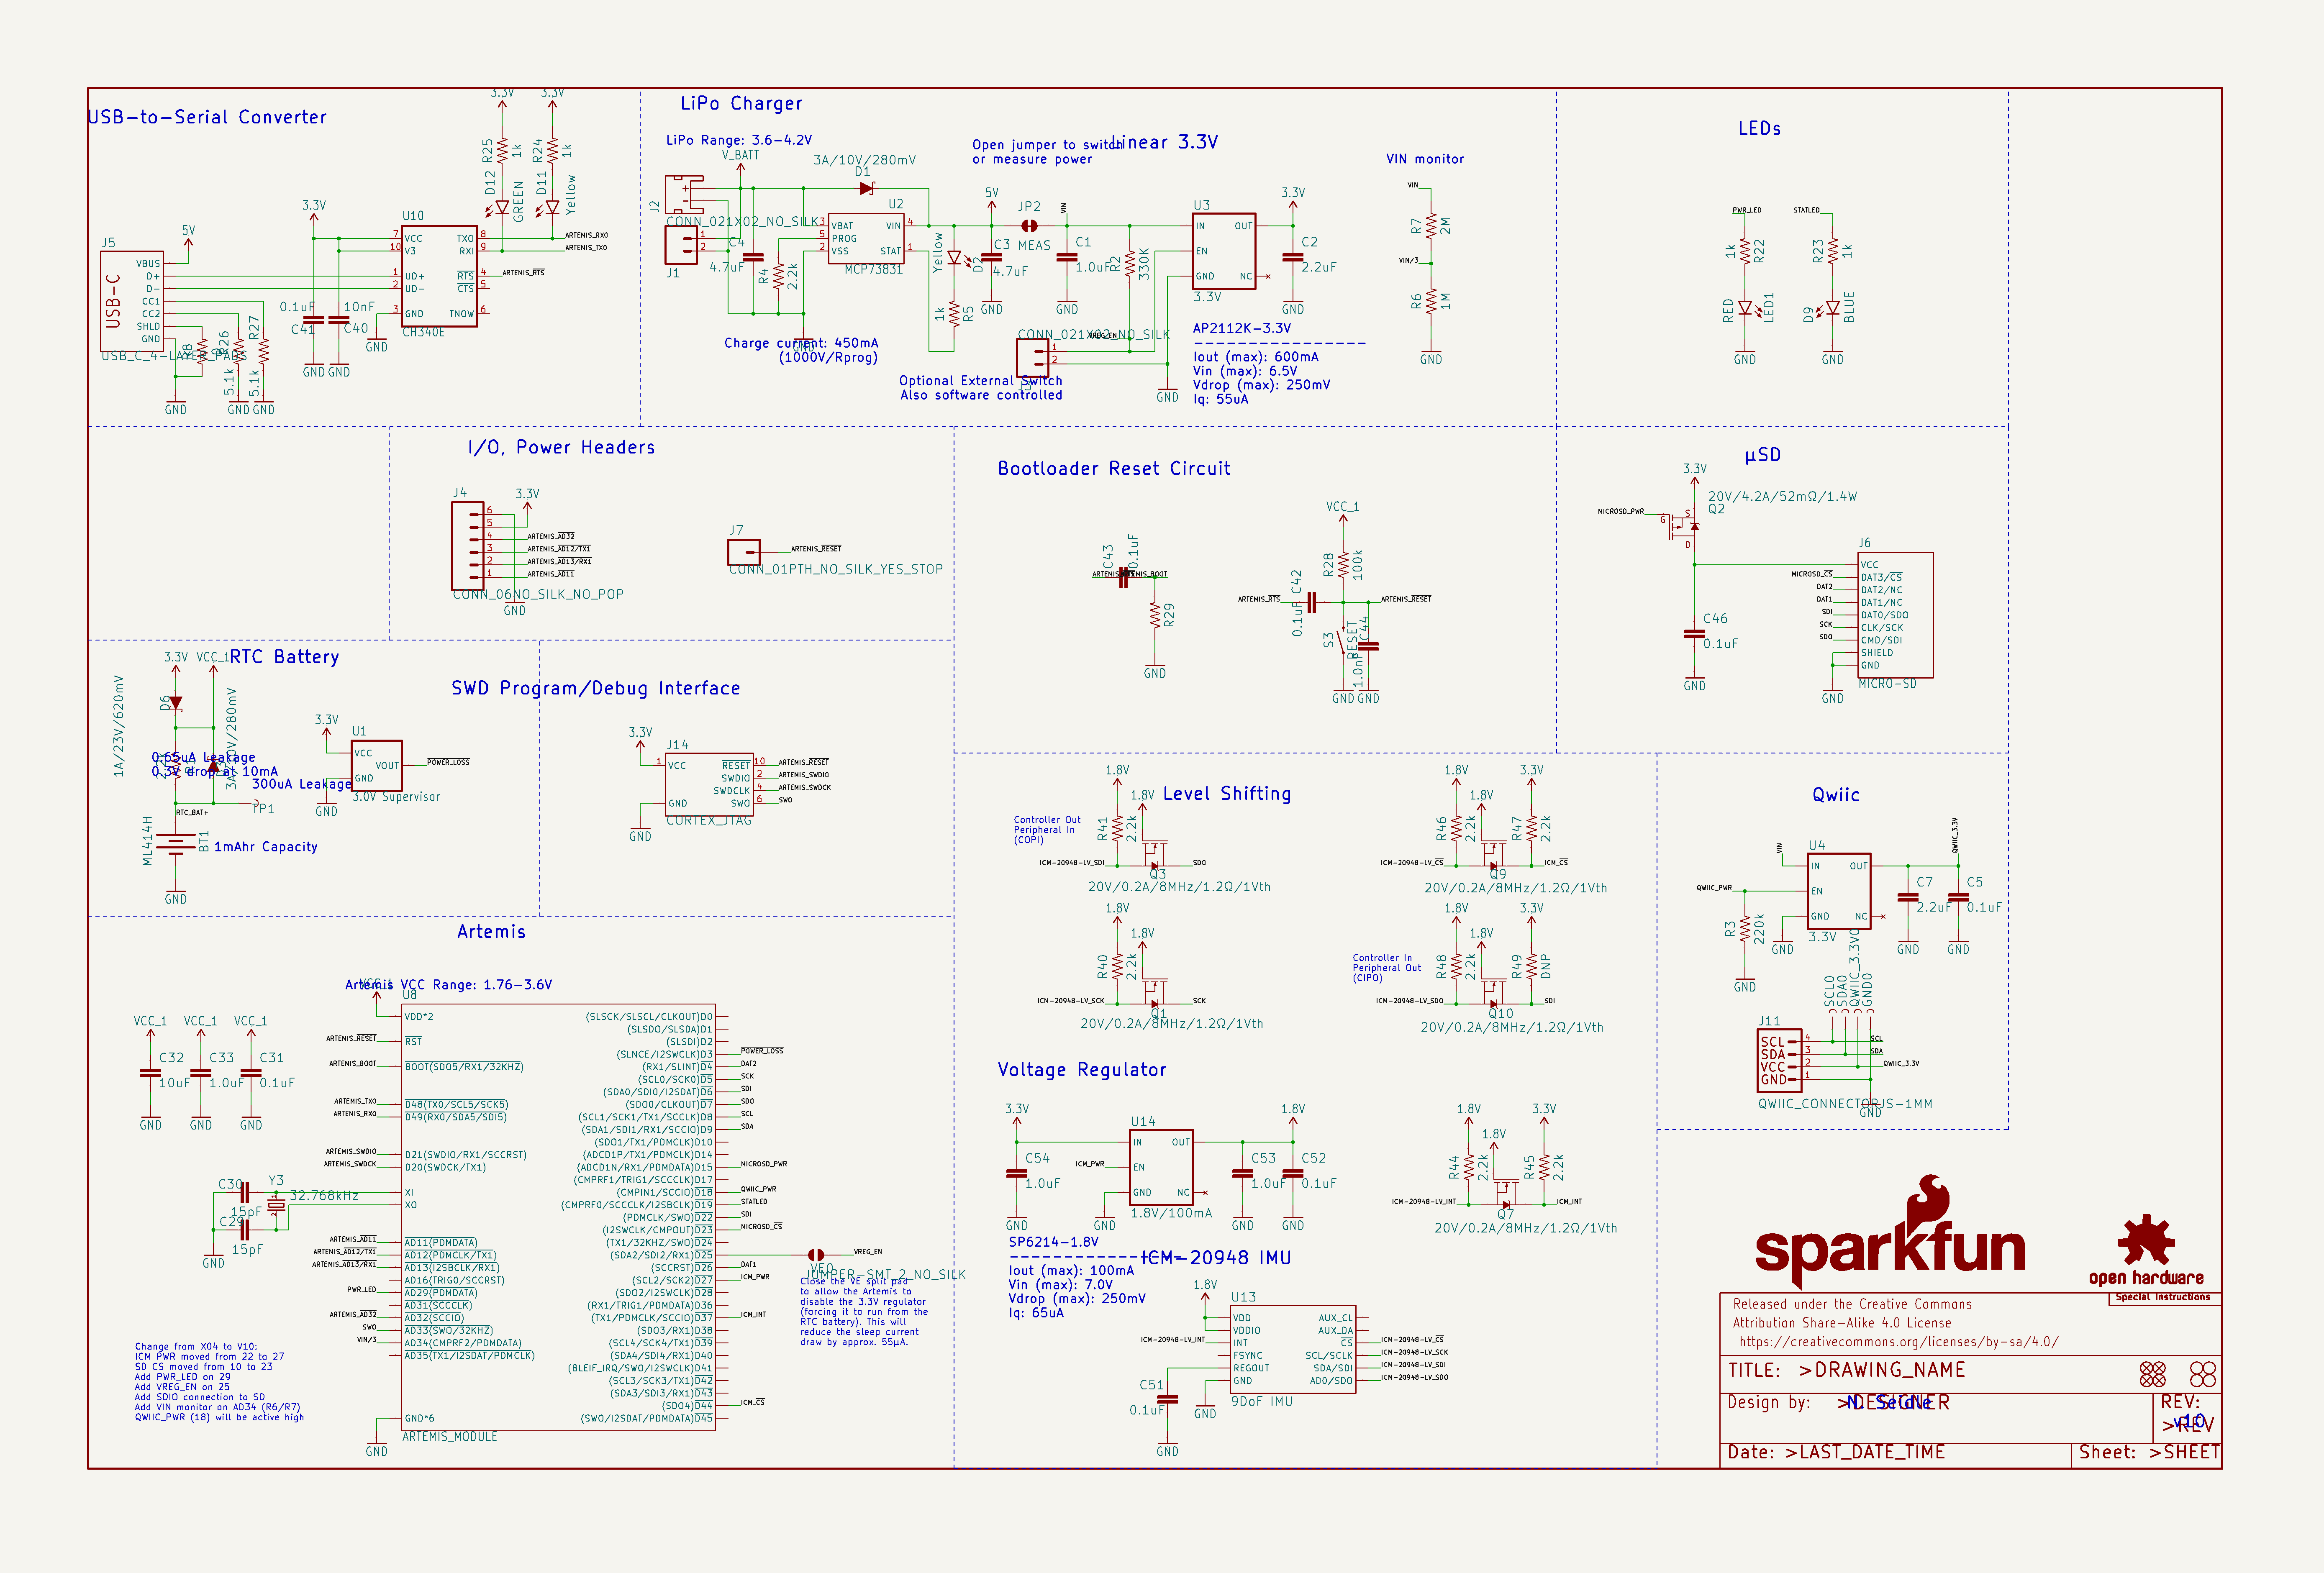 USB-to-Serial Converter
3.3V
3.3V
R25
1k
R24
1k
D12
GREEN
D11
Yellow
3.3V
U10
5V
J5
USB-C
VBUS
D+
D-
CC1
CC2
SHLD
GND
USB_C_4-LAYER_PADS
7 VCC TXO 8
10 V3 RXI 9
1 UD+ RTS 4
2 UD- CTS 5
3 GND TNOW 6
CH340E
ARTEMIS_RX0
ARTEMIS_TX0
ARTEMIS_RTS
0.1uF
C41
10nF
C40
R26
5.1k
R27
5.1k
GND
GND GND
GND GND
GND
LiPo Charger
LiPo Range: 3.6-4.2V
V_BATT
3A/10V/280mV
D1
J2
+
-
CONN_021X02_NO_SILK
1
2
J1
C4
4.7uF
R4
2.2k
U2
3 VBAT VIN 4
5 PROG
2 VSS STAT 1
MCP73831
Yellow
D2
1k
R5
Charge current: 450mA
(1000V/Rprog)
Open jumper to switch
or measure power
Linear 3.3V
5V
JP2
MEAS
VIN
C3
4.7uF
C1
1.0uF
R2
330K
GND
GND
U3
IN OUT
EN
GND NC
3.3V
3.3V
C2
2.2uF
GND
CONN_021X02_NO_SILK
1
2
GND
Optional External Switch
Also software controlled
AP2112K-3.3V
Iout (max): 600mA
Vin (max): 6.5V
Vdrop (max): 250mV
Iq: 55uA
VIN monitor
VIN
R7
2M
VIN/3
R6
1M
GND
LEDs
PWR_LED
1k
R22
RED
LED1
GND
STATLED
R23
1k
D9
BLUE
GND
I/O, Power Headers
J4
3.3V
6
5
4 ARTEMIS_AD32
3 ARTEMIS_AD12/TX1
2 ARTEMIS_AD13/RX1
1 ARTEMIS_AD11
CONN_06NO_SILK_NO_POP
GND
J7
ARTEMIS_RESET
CONN_01PTH_NO_SILK_YES_STOP
Bootloader Reset Circuit
C43
0.1uF
R29
GND
VCC_1
R28
100k
ARTEMIS_RTS
0.1uF
C42
ARTEMIS_RESET
S3
RESET
C44
1.0nF
GND GND
µSD
3.3V
20V/4.2A/52mΩ/1.4W
Q2
MICROSD_PWR
G
S
D
C46
0.1uF
GND
J6
VCC
MICROSD_CS DAT3/CS
DAT2 DAT2/NC
DAT1 DAT1/NC
SDI DAT0/SDO
SCK CLK/SCK
SDO CMD/SDI
SHIELD
GND
MICRO-SD
GND
RTC Battery
3.3V VCC_1
1A/23V/620mV
D6
3A/10V/280mV
0.65uA Leakage
0.3V drop at 10mA
300uA Leakage
TP1
RTC_BAT+
ML414H
BT1
1mAhr Capacity
GND
3.3V
U1
VCC
VOUT
GND
3.0V Supervisor
POWER_LOSS
GND
SWD Program/Debug Interface
3.3V
J14
1 VCC RESET 10 ARTEMIS_RESET
SWDIO 2 ARTEMIS_SWDIO
SWDCLK 4 ARTEMIS_SWDCK
GND SWO 6 SWO
CORTEX_JTAG
GND
Level Shifting
Controller Out
Peripheral In
(COPI)
1.8V
R41
2.2k
1.8V
ICM-20948-LV_SDI
SDO
Q3
20V/0.2A/8MHz/1.2Ω/1Vth
1.8V
R46
2.2k
1.8V
3.3V
R47
2.2k
ICM-20948-LV_CS
ICM_CS
Q9
20V/0.2A/8MHz/1.2Ω/1Vth
1.8V
R40
2.2k
1.8V
ICM-20948-LV_SCK
SCK
Q1
20V/0.2A/8MHz/1.2Ω/1Vth
Controller In
Peripheral Out
(CIPO)
1.8V
R48
2.2k
1.8V
3.3V
R49
DNP
ICM-20948-LV_SDO
SDI
Q10
20V/0.2A/8MHz/1.2Ω/1Vth
Qwiic
VIN
QWIIC_PWR
R3
220k
GND
U4
IN OUT
EN
GND NC
3.3V
QWIIC_3.3V
C7
2.2uF
C5
0.1uF
GND
GND
GND
SCL0
SDA0
QWIIC_3.3V0
GND0
J11
SCL 4 SCL
SDA 3 SDA
VCC 2 QWIIC_3.3V
GND 1
QWIIC_CONNECTORJS-1MM
GND
Artemis
Artemis VCC Range: 1.76-3.6V
U8
VCC_1
VCC_1
VCC_1
C32
10uF
C33
1.0uF
C31
0.1uF
GND
GND
GND
VDD*2
ARTEMIS_RESET RST
ARTEMIS_BOOT BOOT(SDO5/RX1/32KHZ)
ARTEMIS_TX0 D48(TX0/SCL5/SCK5)
ARTEMIS_RX0 D49(RX0/SDA5/SDI5)
ARTEMIS_SWDIO D21(SWDIO/RX1/SCCRST)
ARTEMIS_SWDCK D20(SWDCK/TX1)
XI
XO
ARTEMIS_AD11 AD11(PDMDATA)
ARTEMIS_AD12/TX1 AD12(PDMCLK/TX1)
ARTEMIS_AD13/RX1 AD13(I2SBCLK/RX1)
AD16(TRIG0/SCCRST)
PWR_LED AD29(PDMDATA)
AD31(SCCCLK)
ARTEMIS_AD32 AD32(SCCIO)
SWO AD33(SWO/32KHZ)
VIN/3 AD34(CMPRF2/PDMDATA)
AD35(TX1/I2SDAT/PDMCLK)
GND*6
ARTEMIS_MODULE
GND
C30
15pF
C29
15pF
Y3
32.768kHz
GND
(SLSCK/SLSCL/CLKOUT)D0
(SLSDO/SLSDA)D1
(SLSDI)D2
(SLNCE/I2SWCLK)D3 POWER_LOSS
(RX1/SLINT)D4 DAT2
(SCL0/SCK0)D5 SCK
(SDA0/SDI0/I2SDAT)D6 SDI
(SDO0/CLKOUT)D7 SDO
(SCL1/SCK1/TX1/SCCLK)D8 SCL
(SDA1/SDI1/RX1/SCCIO)D9 SDA
(SDO1/TX1/PDMCLK)D10
(ADCD1P/TX1/PDMCLK)D14
(ADCD1N/RX1/PDMDATA)D15 MICROSD_PWR
(CMPRF1/TRIG1/SCCCLK)D17
(CMPIN1/SCCIO)D18 QWIIC_PWR
(CMPRF0/SCCCLK/I2SBCLK)D19 STATLED
(PDMCLK/SWO)D22 SDI
(I2SWCLK/CMPOUT)D23 MICROSD_CS
(TX1/32KHZ/SWO)D24
(SDA2/SDI2/RX1)D25 VREG_EN
(SCCRST)D26 DAT1
(SCL2/SCK2)D27 ICM_PWR
(SDO2/I2SWCLK)D28
(RX1/TRIG1/PDMDATA)D36
(TX1/PDMCLK/SCCIO)D37 ICM_INT
(SDO3/RX1)D38
(SCL4/SCK4/TX1)D39
(SDA4/SDI4/RX1)D40
(BLEIF_IRQ/SWO/I2SWCLK)D41
(SCL3/SCK3/TX1)D42
(SDA3/SDI3/RX1)D43
(SDO4)D44 ICM_CS
(SWO/I2SDAT/PDMDATA)D45
JUMPER-SMT_2_NO_SILK
Close the VE split pad
to allow the Artemis to
disable the 3.3V regulator
(forcing it to run from the
RTC battery). This will
reduce the sleep current
draw by approx. 55µA.
Change from X04 to V10:
ICM PWR moved from 22 to 27
SD CS moved from 10 to 23
Add PWR_LED on 29
Add VREG_EN on 25
Add SDIO connection to SD
Add VIN monitor on AD34 (R6/R7)
QWIIC_PWR (18) will be active high
Voltage Regulator
3.3V
U14
1.8V
IN OUT
ICM_PWR EN
GND NC
1.8V/100mA
C54
1.0uF
C53
1.0uF
C52
0.1uF
GND
GND
GND
GND
SP6214-1.8V
Iout (max): 100mA
Vin (max): 7.0V
Vdrop (max): 250mV
Iq: 65uA
1.8V
R44
2.2k
1.8V
3.3V
R45
2.2k
ICM-20948-LV_INT
ICM_INT
Q7
20V/0.2A/8MHz/1.2Ω/1Vth
ICM-20948 IMU
1.8V
U13
VDD AUX_CL
VDDIO AUX_DA
ICM-20948-LV_INT INT CS ICM-20948-LV_CS
FSYNC SCL/SCLK ICM-20948-LV_SCK
REGOUT SDA/SDI ICM-20948-LV_SDI
GND AD0/SDO ICM-20948-LV_SDO
9DoF IMU
C51
0.1uF
GND
GND
sparkfun
open hardware
Special Instructions
Released under the Creative Commons
Attribution Share-Alike 4.0 License
https://creativecommons.org/licenses/by-sa/4.0/
TITLE: >DRAWING_NAME
Design by: >DESIGNER
N. Seidle
REV:
>REV
v10
Date: >LAST_DATE_TIME
Sheet: >SHEET